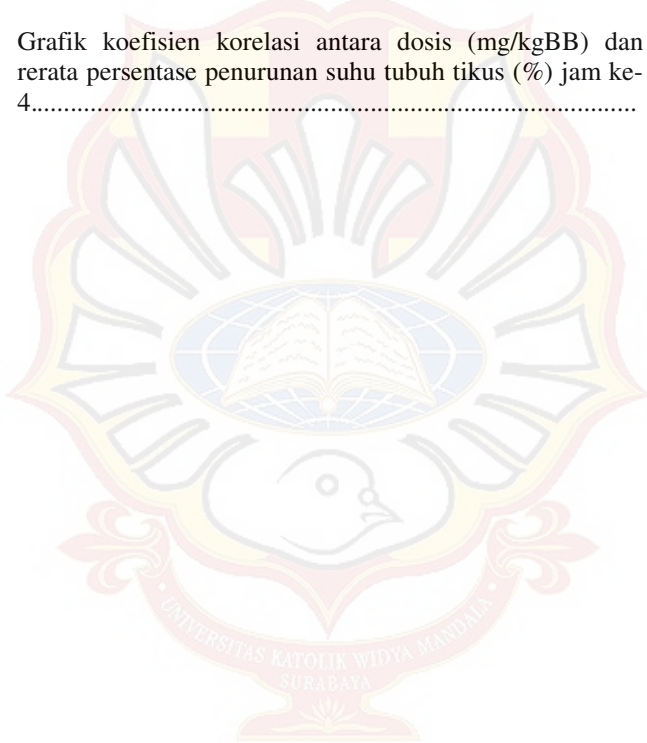 Grafik koefisien korelasi antara dosis (mg/kgBB) dan
rerata persentase penurunan suhu tubuh tikus (%) jam ke-
4............................................................................................
UNIVERSITAS KATOLIK WIDYA MANDALA
SURABAYA